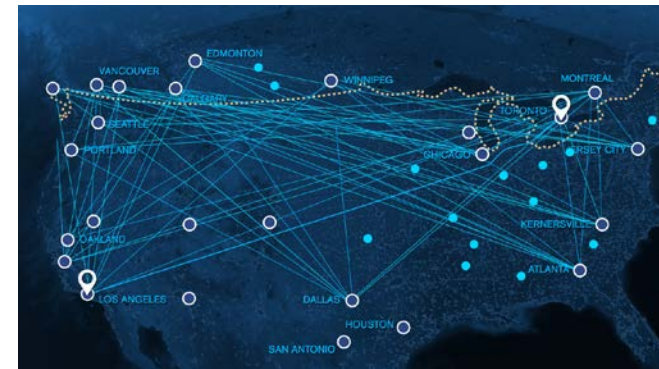 EDMONTON
VANCOUVER
WINNIPEG
MONTREAL
CALGARY
TORONTO
SEATTLE
PORTLAND
CHICAGO
JERSEY CITY
KERNERSVILLE
OAKLAND
ATLANTA
LOS ANGELES
DALLAS
HOUSTON
SAN ANTONIO